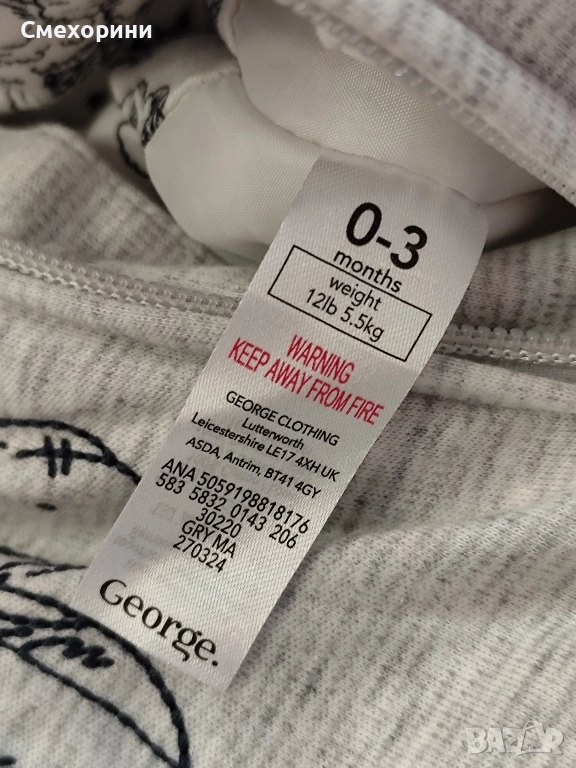 Смехорини
0-3
months
weight
12lb 5.5kg
WARNING
KEEP AWAY FROM FIRE
GEORGE CLOTHING
Lutterworth
Leicestershire LE17 4XH UK
ASDA, Antrim. BT41 4GY
ANA 5059198818176
583 5832 0143 206
30220
GRY MA
270324
George.
BAZAR